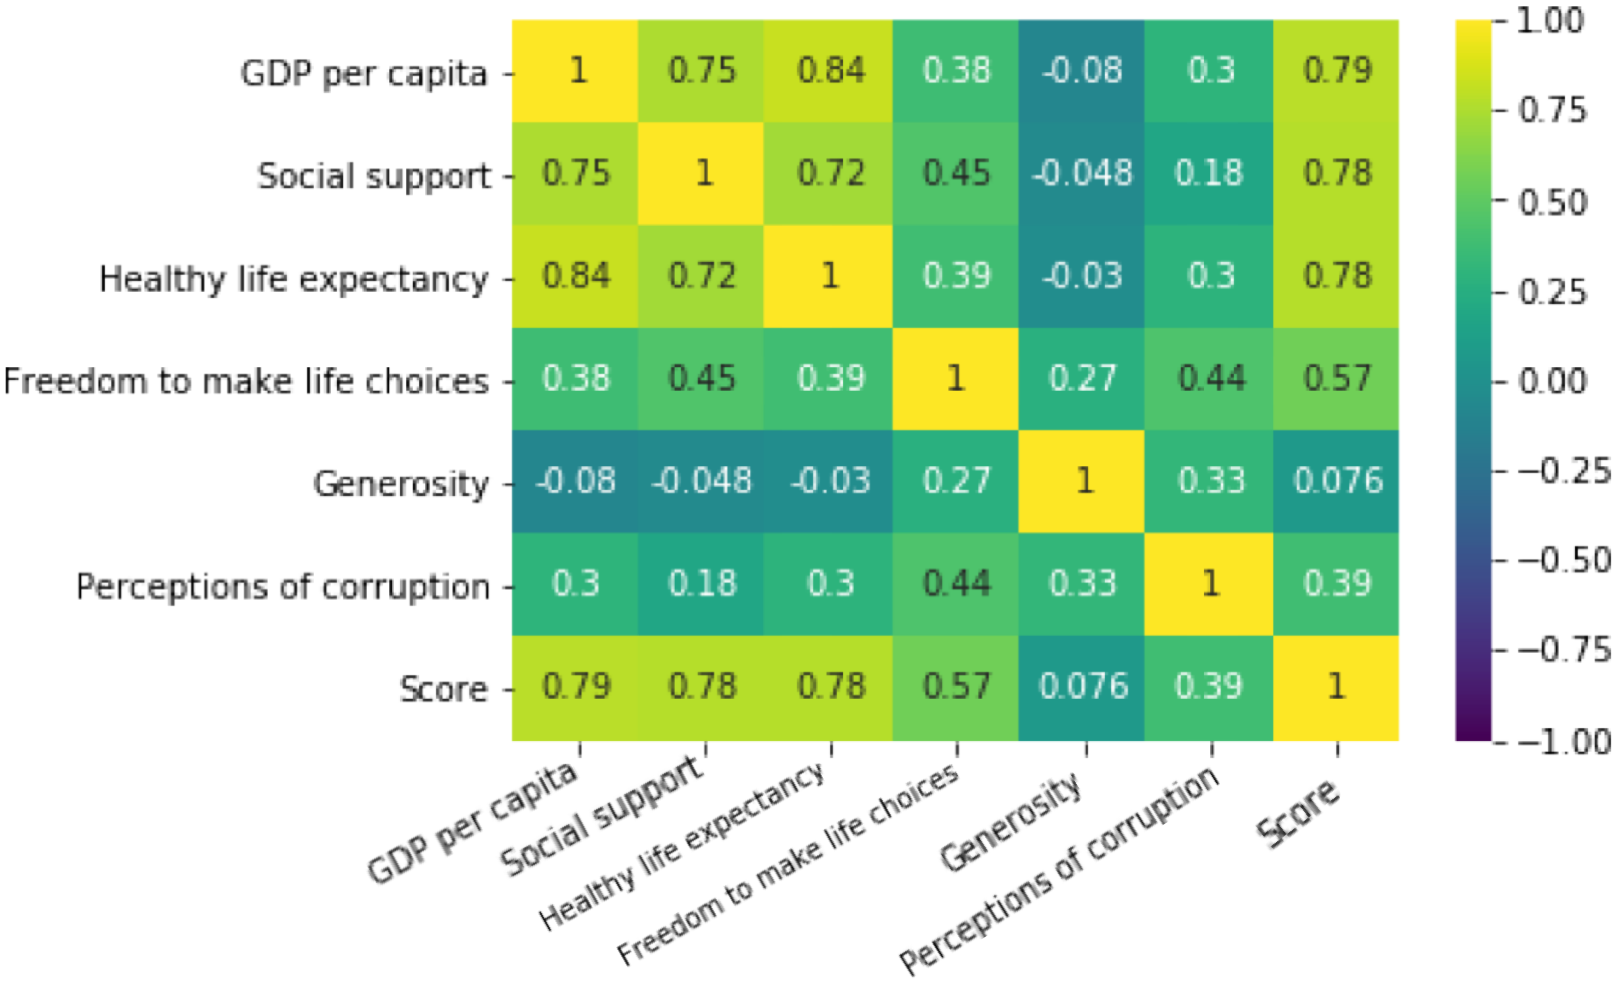 GDP per capita 1 0.75 0.84 0.38 -0.08 0.3 0.79
Social support 0.75 1 0.72 0.45 -0.048 0.18 0.78
Healthy life expectancy 0.84 0.72 1 0.39 -0.03 0.3 0.78
Freedom to make life choices 0.38 0.45 0.39 1 0.27 0.44 0.57
Generosity -0.08 -0.048 -0.03 0.27 1 0.33 0.076
Perceptions of corruption 0.3 0.18 0.3 0.44 0.33 1 0.39
Score 0.79 0.78 0.78 0.57 0.076 0.39 1
GDP per capita
Social support
Healthy life expectancy
Freedom to make life choices
Generosity
Perceptions of corruption
Score
1.00
0.75
0.50
0.25
0.00
−0.25
−0.50
−0.75
−1.00